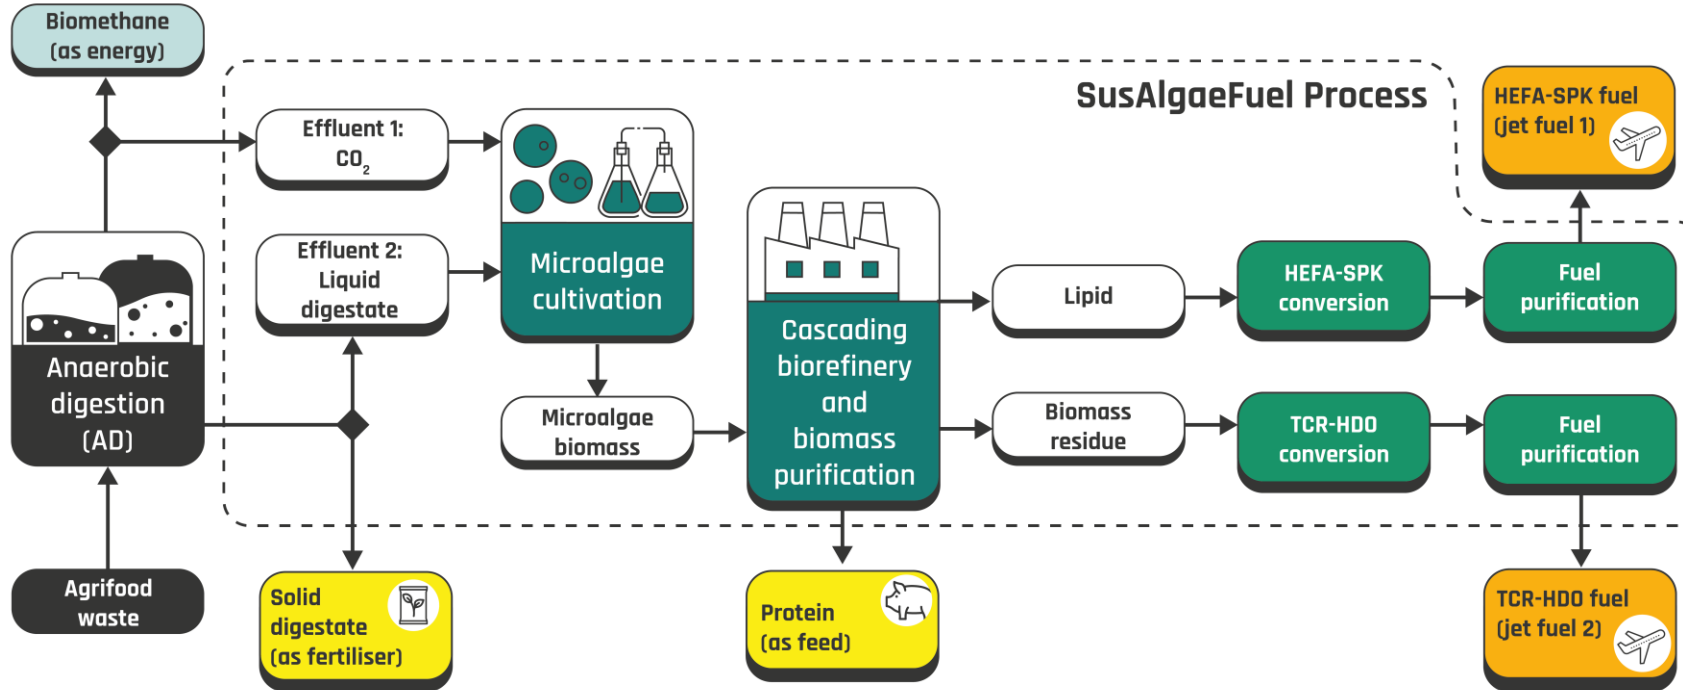 Biomethane
(as energy)
SusAlgaeFuel Process
HEFA-SPK fuel
(jet fuel 1)
Effluent 1:
CO₂
Effluent 2:
Liquid
digestate
Microalgae
cultivation
Anaerobic
digestion
(AD)
Microalgae
biomass
Cascading
biorefinery
and
biomass
purification
Lipid
HEFA-SPK
conversion
Fuel
purification
Biomass
residue
TCR-HDO
conversion
Fuel
purification
Agrifood
waste
Solid
digestate
(as fertiliser)
Protein
(as feed)
TCR-HDO fuel
(jet fuel 2)